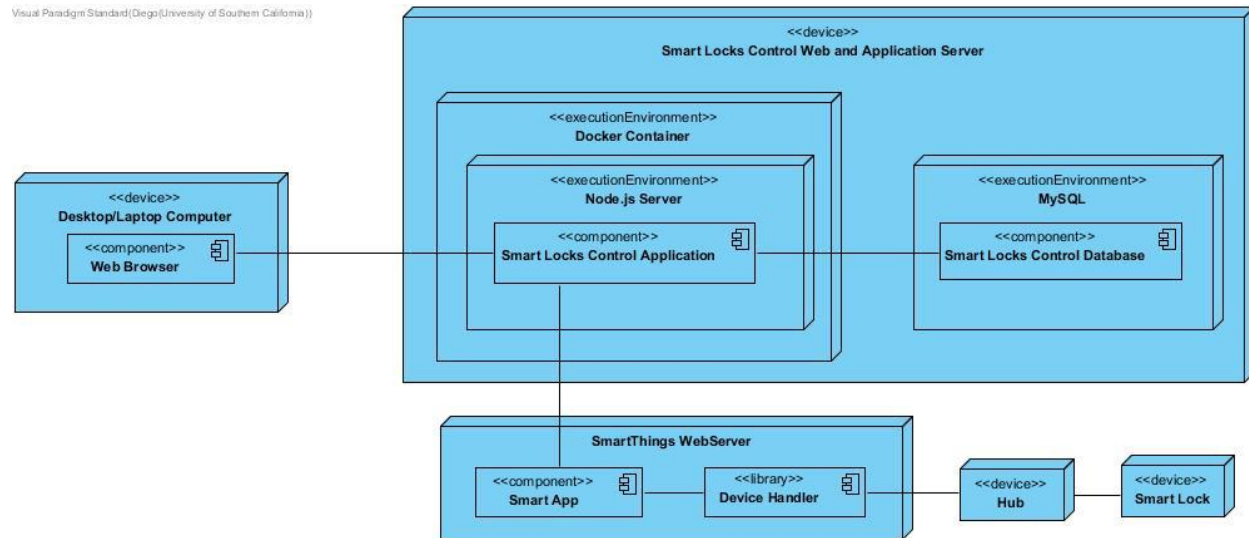 Visual Paradigm Standard(Diego(University of Southern California))
<<device>>
Smart Locks Control Web and Application Server
<<executionEnvironment>>
Docker Container
<<executionEnvironment>>
Node.js Server
<<component>>
Smart Locks Control Application
<<executionEnvironment>>
MySQL
<<component>>
Smart Locks Control Database
<<device>>
Desktop/Laptop Computer
<<component>>
Web Browser
SmartThings WebServer
<<component>>
Smart App
<<library>>
Device Handler
<<device>>
Hub
<<device>>
Smart Lock